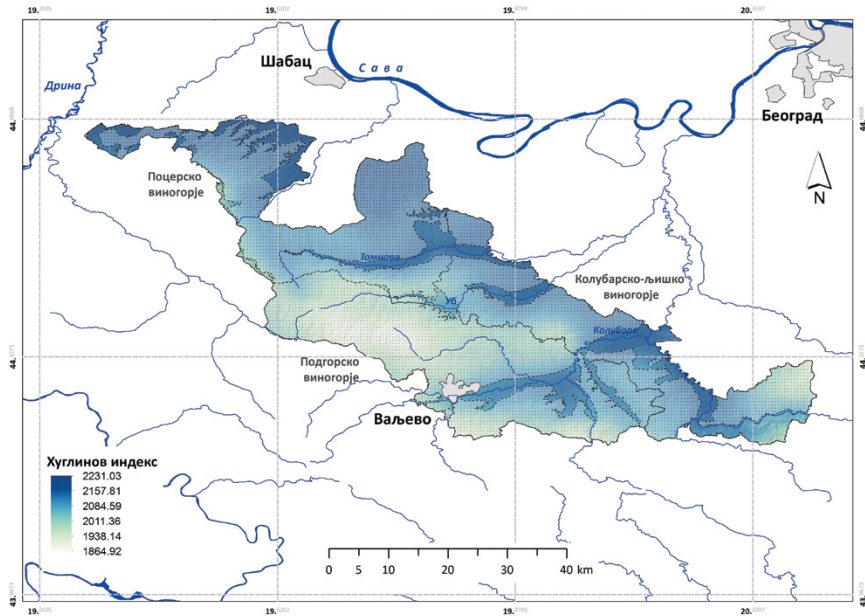 Дрина
Шабац
Сава
Београд
N
Поцерско
виногорје
Тамнава
Колубарско-љишко
виногорје
Уб
Колубара
Подгорско
виногорје
Ваљево
Хуглинов индекс
2231.03
2157.81
2084.59
2011.36
1938.14
1864.92
0 5 10 20 30 40 km